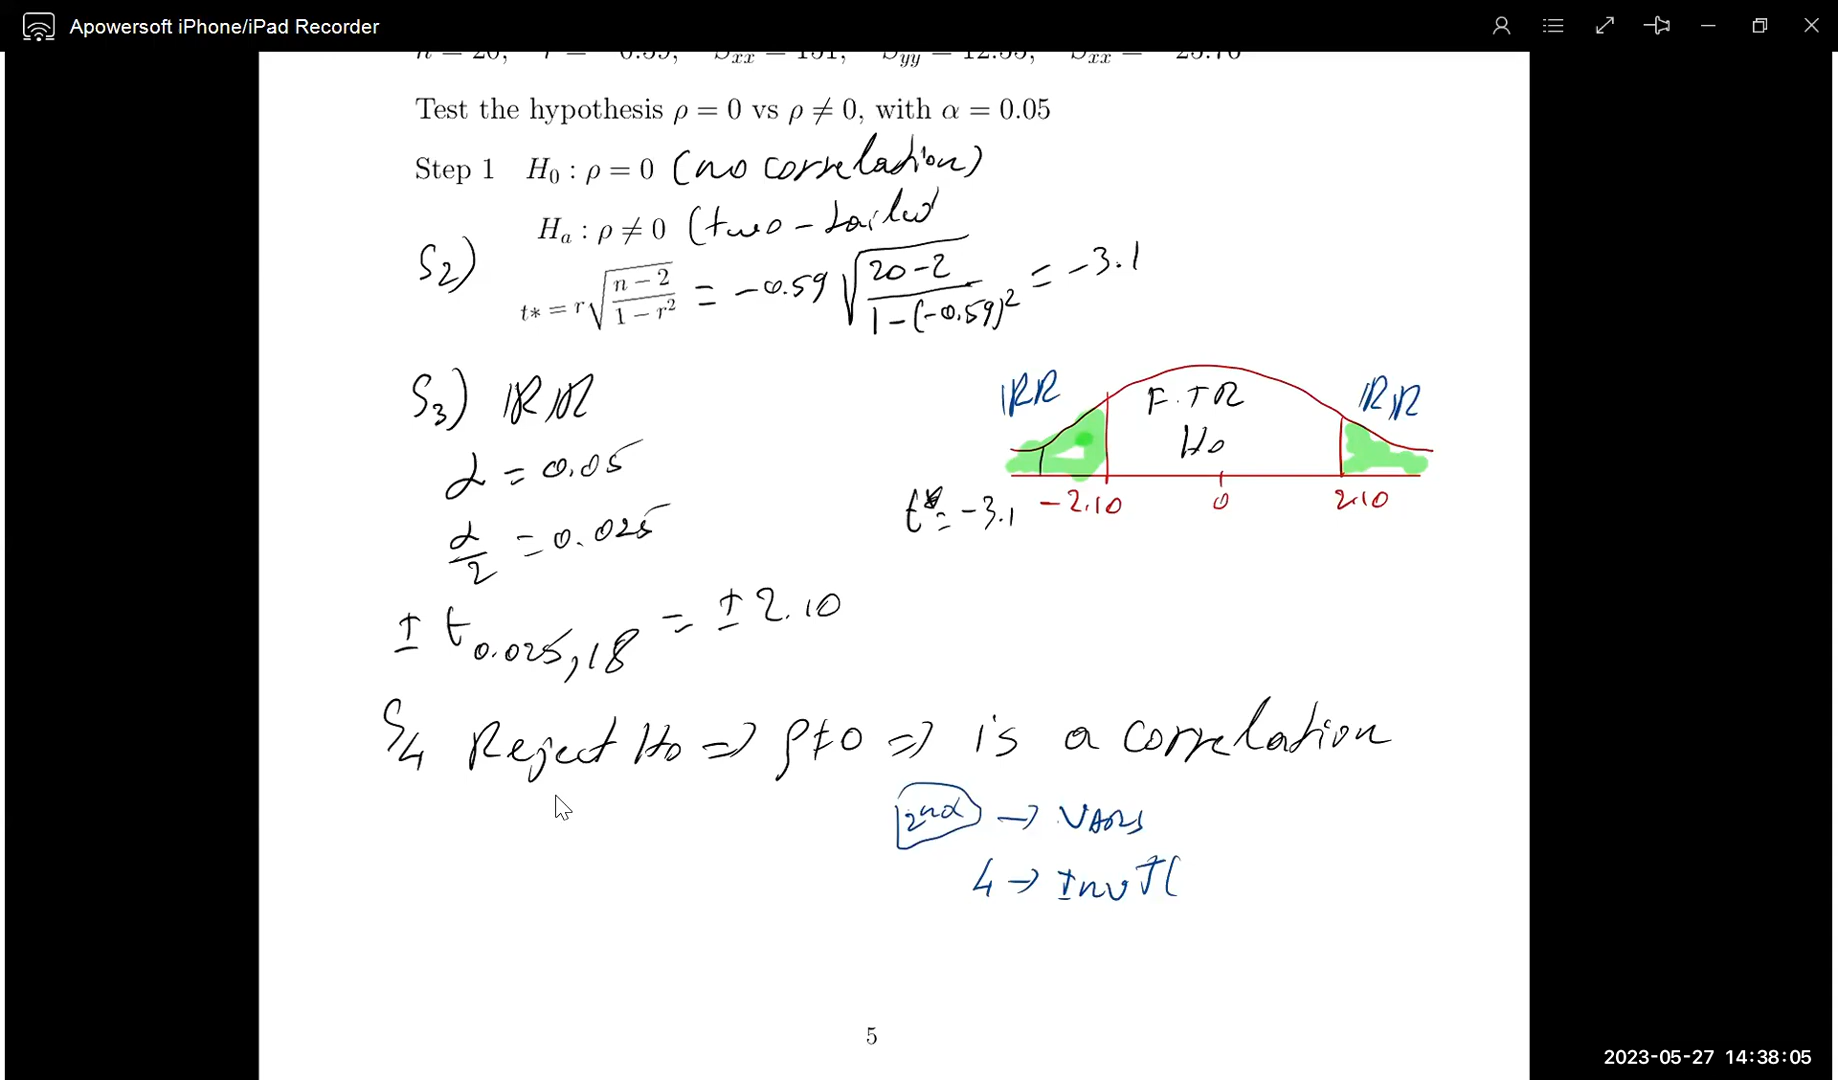 Apowersoft iPhone/iPad Recorder
Test the hypothesis ρ = 0 vs ρ ≠ 0, with α = 0.05
Step 1 H₀ : ρ = 0 (no correlation)
Hₐ : ρ ≠ 0 (two-tailed
S2)
t* = r√((n − 2)/(1 − r²)) = -0.59 √((20-2)/(1-(-0.59)²)) = -3.1
S3) RR
α = 0.05
α/2 = 0.025
± t 0.025,18 = ± 2.10
RR F.TR H₀ RR
t* = -3.1 -2.10 0 2.10
S4 Reject H₀ => ρ≠0 => is a correlation
2nd → VARS
4 → InvT(
5
2023-05-27 14:38:05